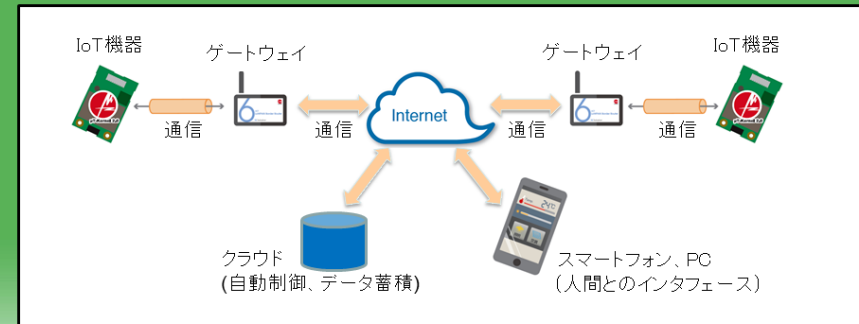 IoT機器
ゲートウェイ
ゲートウェイ
IoT機器
Internet
通信
通信
通信
通信
24℃
クラウド
(自動制御、データ蓄積)
スマートフォン、PC
(人間とのインタフェース)